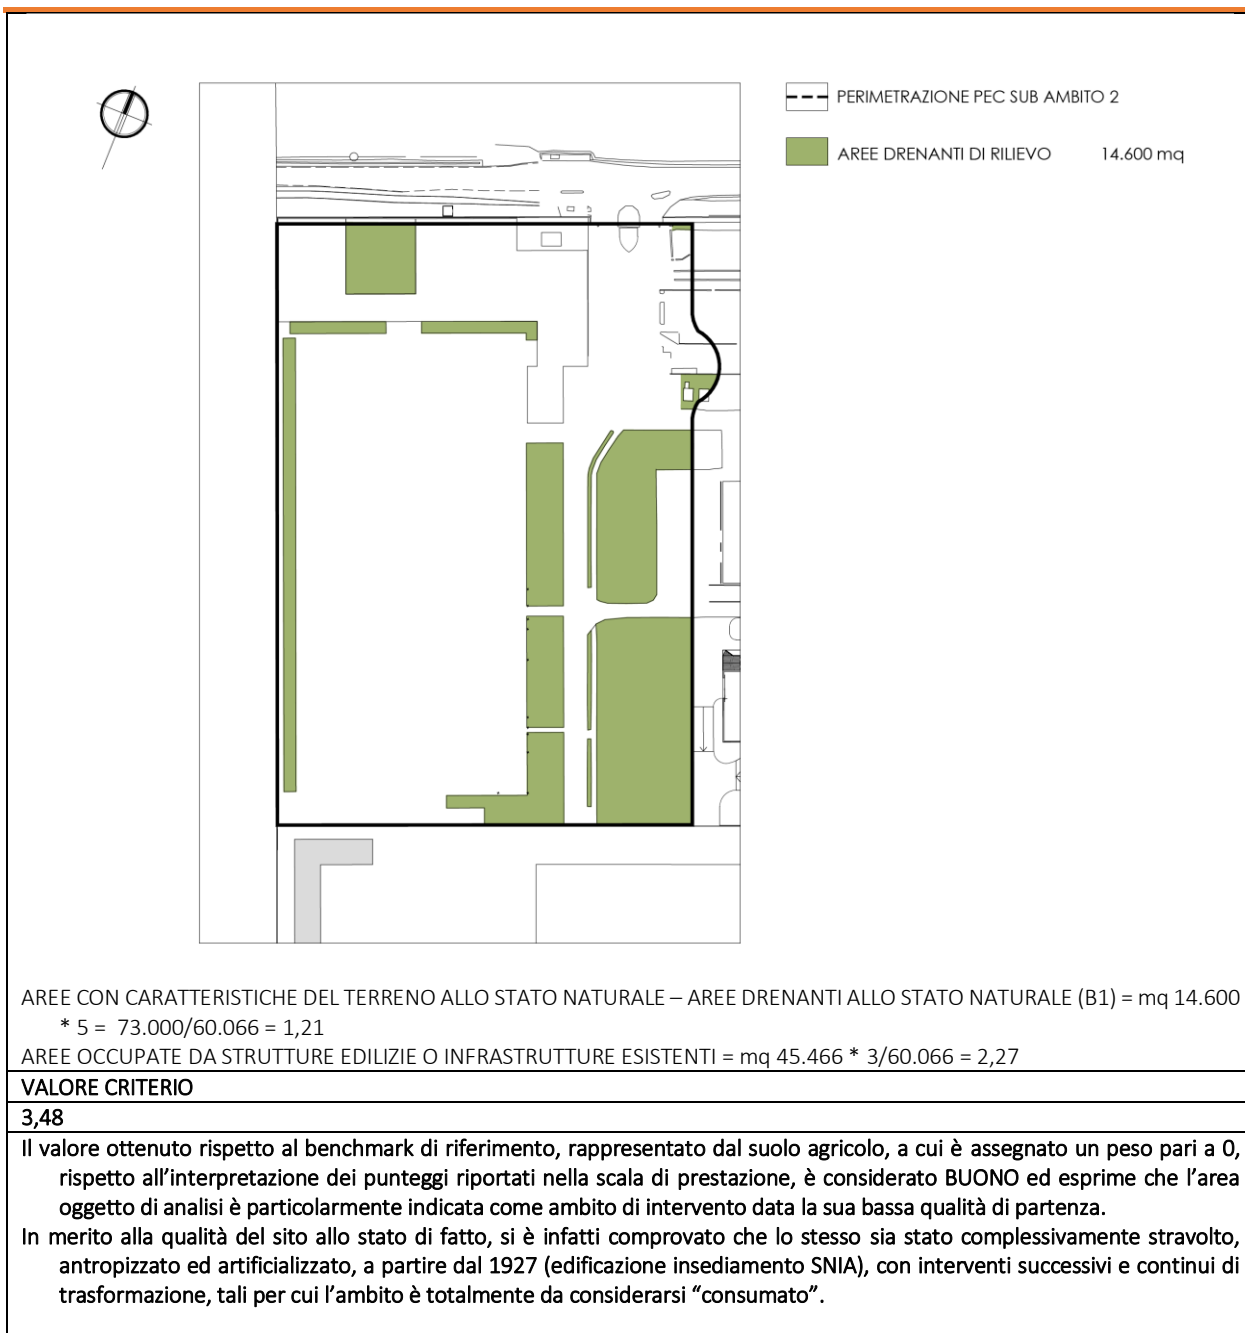 PERIMETRAZIONE PEC SUB AMBITO 2
AREE DRENANTI DI RILIEVO 14.600 mq
AREE CON CARATTERISTICHE DEL TERRENO ALLO STATO NATURALE – AREE DRENANTI ALLO STATO NATURALE (B1) = mq 14.600
* 5 = 73.000/60.066 = 1,21
AREE OCCUPATE DA STRUTTURE EDILIZIE O INFRASTRUTTURE ESISTENTI = mq 45.466 * 3/60.066 = 2,27
VALORE CRITERIO
3,48
Il valore ottenuto rispetto al benchmark di riferimento, rappresentato dal suolo agricolo, a cui è assegnato un peso pari a 0,
rispetto all’interpretazione dei punteggi riportati nella scala di prestazione, è considerato BUONO ed esprime che l’area
oggetto di analisi è particolarmente indicata come ambito di intervento data la sua bassa qualità di partenza.
In merito alla qualità del sito allo stato di fatto, si è infatti comprovato che lo stesso sia stato complessivamente stravolto,
antropizzato ed artificializzato, a partire dal 1927 (edificazione insediamento SNIA), con interventi successivi e continui di
trasformazione, tali per cui l’ambito è totalmente da considerarsi “consumato”.